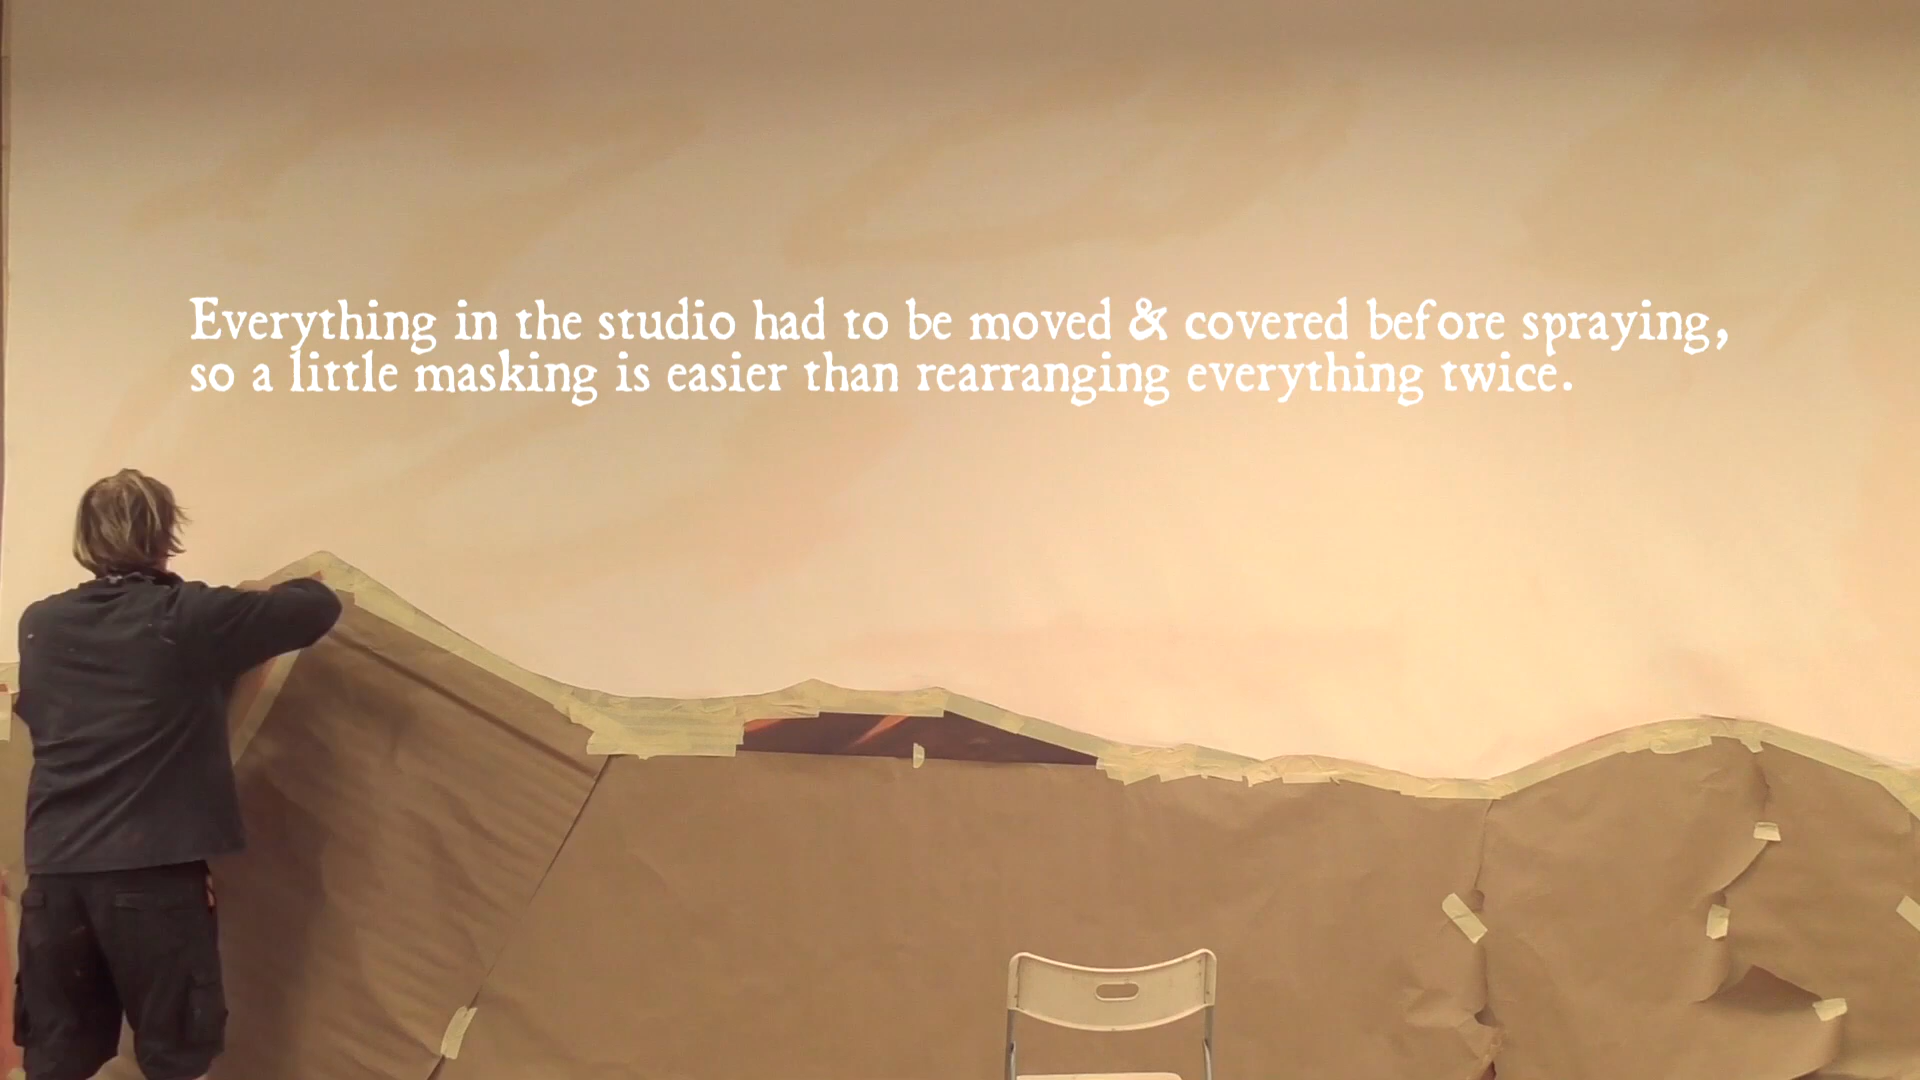 Everything in the studio had to be moved & covered before spraying,
so a little masking is easier than rearranging everything twice.